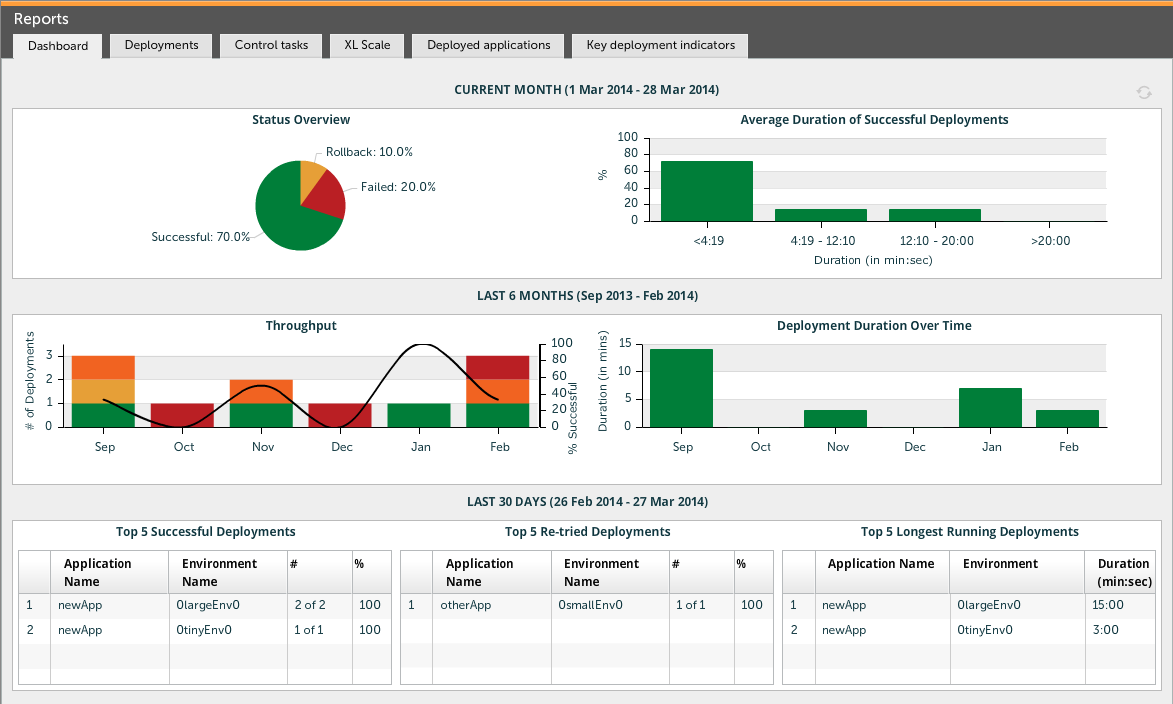 Reports
Dashboard Deployments Control tasks XL Scale Deployed applications Key deployment indicators
CURRENT MONTH (1 Mar 2014 - 28 Mar 2014)
Status Overview
Rollback: 10.0%
Failed: 20.0%
Successful: 70.0%
Average Duration of Successful Deployments
%
100
80
60
40
20
0
<4:19 4:19 - 12:10 12:10 - 20:00 >20:00
Duration (in min:sec)
LAST 6 MONTHS (Sep 2013 - Feb 2014)
Throughput
# of Deployments
3
2
1
0
100
80
60
40
20
0
% Successful
Sep Oct Nov Dec Jan Feb
Deployment Duration Over Time
Duration (in mins)
15
10
5
0
Sep Oct Nov Dec Jan Feb
LAST 30 DAYS (26 Feb 2014 - 27 Mar 2014)
Top 5 Successful Deployments
Application Name Environment Name # %
1 newApp 0largeEnv0 2 of 2 100
2 newApp 0tinyEnv0 1 of 1 100
Top 5 Re-tried Deployments
Application Name Environment Name # %
1 otherApp 0smallEnv0 1 of 1 100
Top 5 Longest Running Deployments
Application Name Environment Duration (min:sec)
1 newApp 0largeEnv0 15:00
2 newApp 0tinyEnv0 3:00